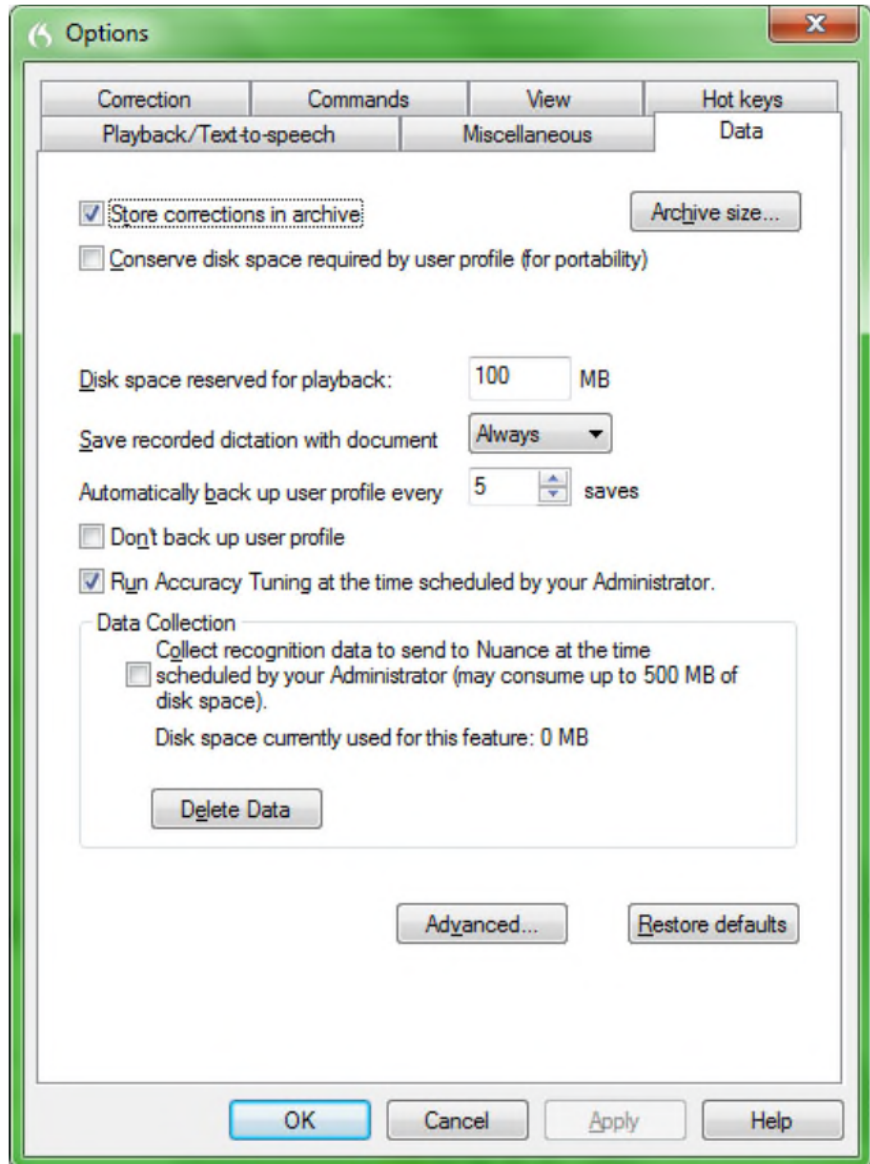 Options
Correction Commands View Hot keys
Playback/Text-to-speech Miscellaneous Data
Store corrections in archive Archive size...
Conserve disk space required by user profile (for portability)
Disk space reserved for playback: 100 MB
Save recorded dictation with document Always
Automatically back up user profile every 5 saves
Don't back up user profile
Run Accuracy Tuning at the time scheduled by your Administrator.
Data Collection
Collect recognition data to send to Nuance at the time
scheduled by your Administrator (may consume up to 500 MB of
disk space).
Disk space currently used for this feature: 0 MB
Delete Data
Advanced... Restore defaults
OK Cancel Apply Help